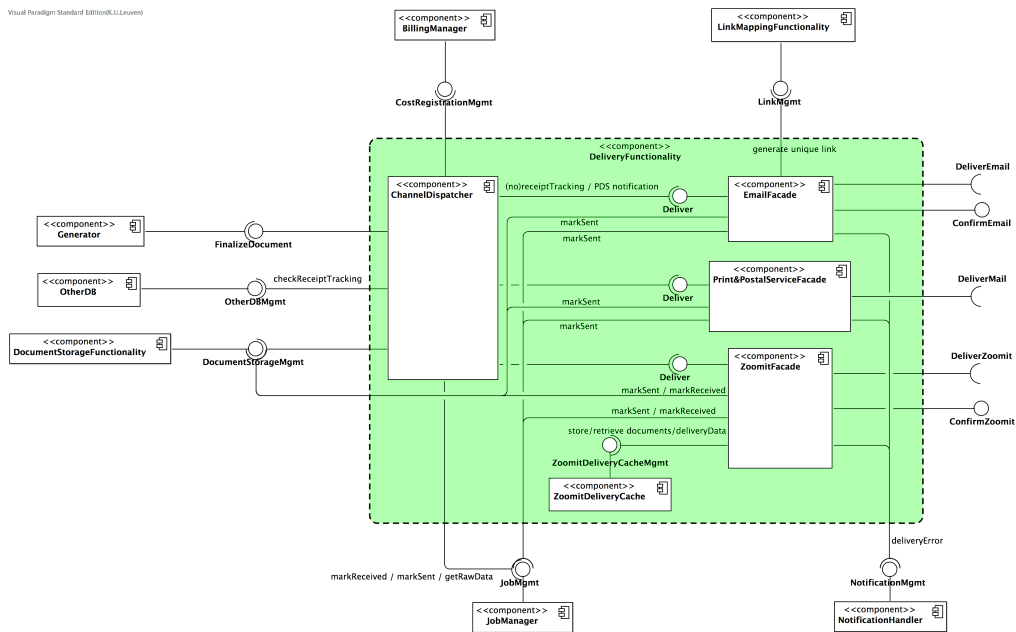 Visual Paradigm Standard Edition(K.U.Leuven)
<<component>>
BillingManager
<<component>>
LinkMappingFunctionality
CostRegistrationMgmt
LinkMgmt
<<component>>
DeliveryFunctionality
generate unique link
<<component>>
ChannelDispatcher
(no)receiptTracking / PDS notification
Deliver
<<component>>
EmailFacade
DeliverEmail
ConfirmEmail
markSent
markSent
<<component>>
Generator
FinalizeDocument
<<component>>
OtherDB
OtherDBMgmt
checkReceiptTracking
Deliver
<<component>>
Print&PostalServiceFacade
DeliverMail
markSent
markSent
<<component>>
DocumentStorageFunctionality
DocumentStorageMgmt
Deliver
<<component>>
ZoomitFacade
DeliverZoomit
ConfirmZoomit
markSent / markReceived
markSent / markReceived
store/retrieve documents/deliveryData
ZoomitDeliveryCacheMgmt
<<component>>
ZoomitDeliveryCache
deliveryError
markReceived / markSent / getRawData
JobMgmt
NotificationMgmt
<<component>>
JobManager
<<component>>
NotificationHandler